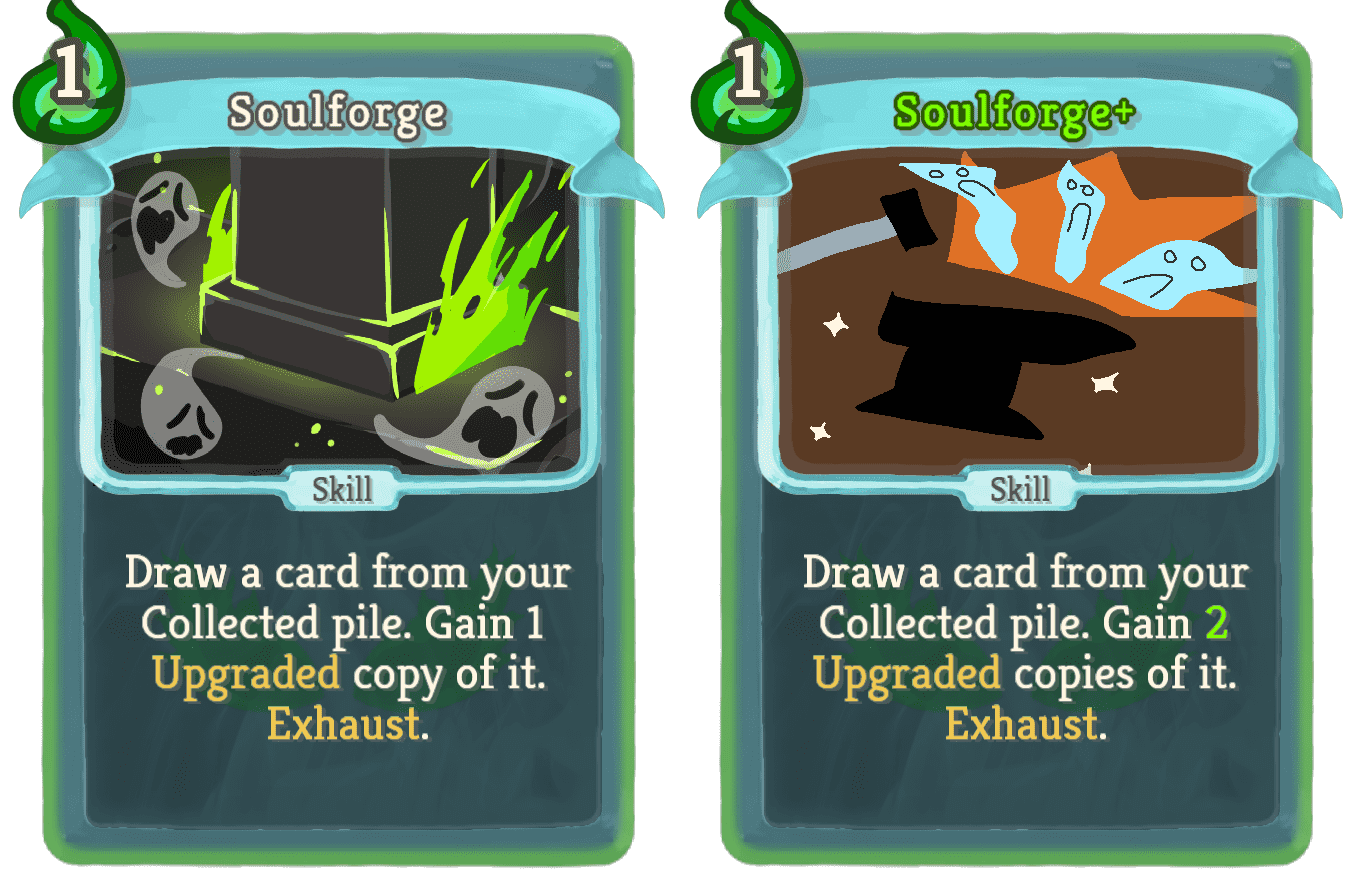 1
Soulforge
Skill
Draw a card from your
Collected pile. Gain 1
Upgraded copy of it.
Exhaust.
1
Soulforge+
Skill
Draw a card from your
Collected pile. Gain 2
Upgraded copies of it.
Exhaust.